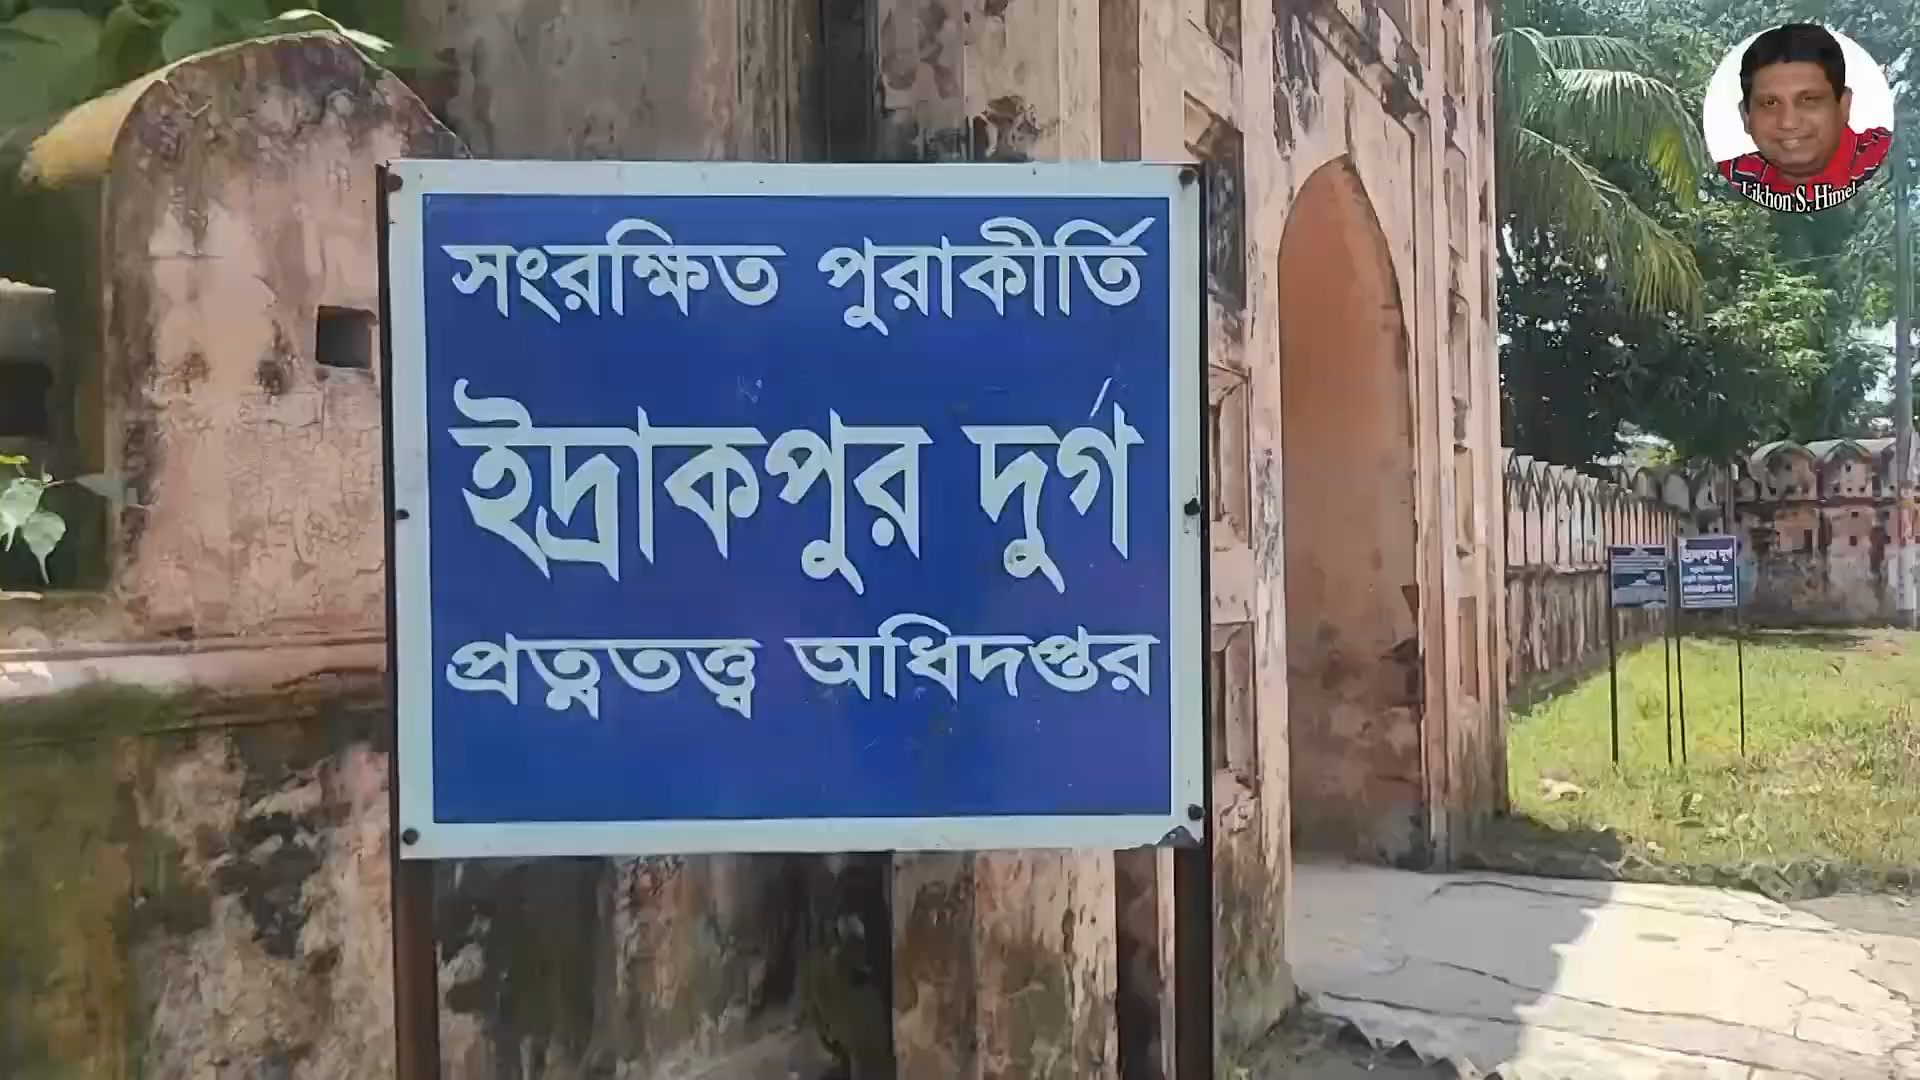 সংরক্ষিত পুরাকীর্তি
ইদ্রাকপুর দুর্গ
প্রত্নতত্ত্ব অধিদপ্তর
Likhon S. Himel